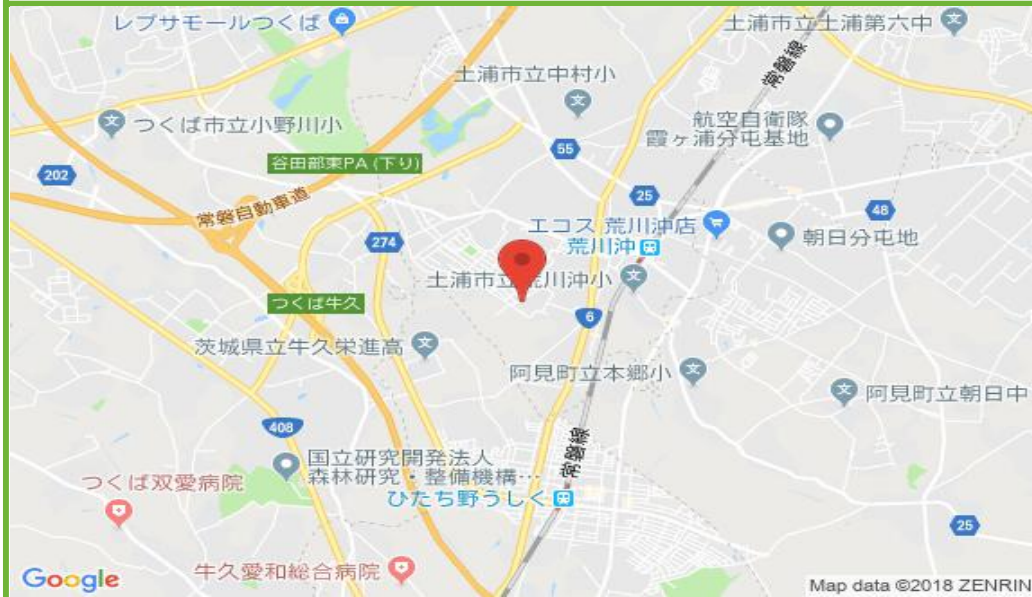 レプサモールつくば
土浦市立土浦第六中
常磐線
土浦市立中村小
つくば市立小野川小
航空自衛隊
霞ヶ浦分屯基地
55
谷田部東PA (下り)
202
25
常磐自動車道
48
エコス 荒川沖店
274
荒川沖
朝日分屯地
土浦市立荒川沖小
つくば牛久
6
茨城県立牛久栄進高
阿見町立本郷小
阿見町立朝日中
408
常磐線
国立研究開発法人
森林研究・整備機構…
つくば双愛病院
ひたち野うしく
25
牛久愛和総合病院
Google
Map data ©2018 ZENRIN